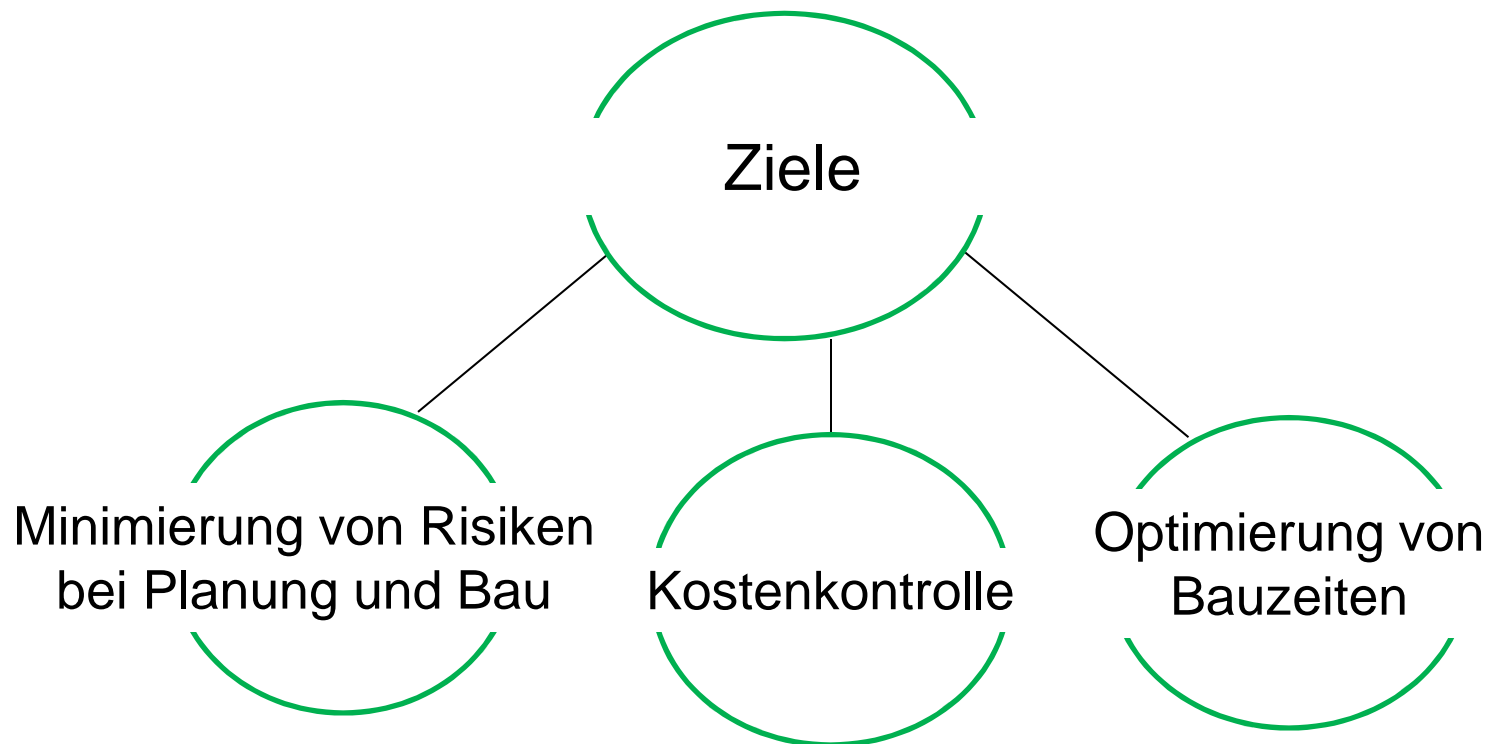 Ziele
Minimierung von Risiken
bei Planung und Bau
Kostenkontrolle
Optimierung von
Bauzeiten